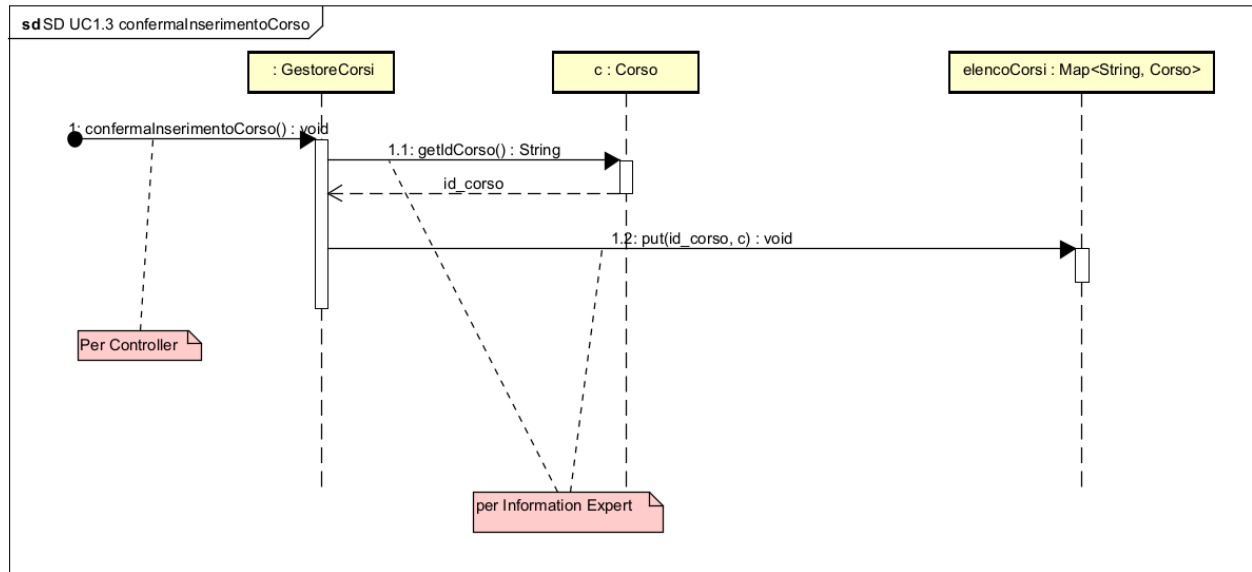 sd SD UC1.3 confermaInserimentoCorso
: GestoreCorsi
c : Corso
elencoCorsi : Map<String, Corso>
1: confermaInserimentoCorso() : void
1.1: getIdCorso() : String
id_corso
1.2: put(id_corso, c) : void
Per Controller
per Information Expert